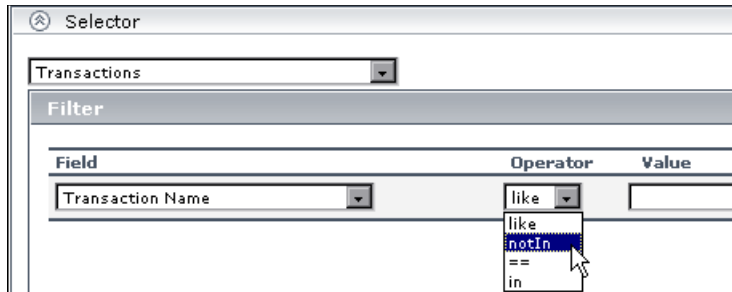 Selector
Transactions
Filter
Field Operator Value
Transaction Name like
like
notIn
==
in